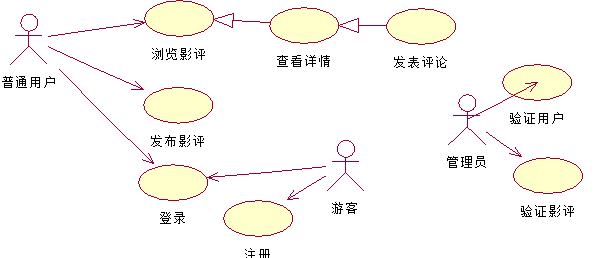 浏览影评
查看详情
发表评论
普通用户
发布影评
验证用户
管理员
登录
游客
验证影评
注册